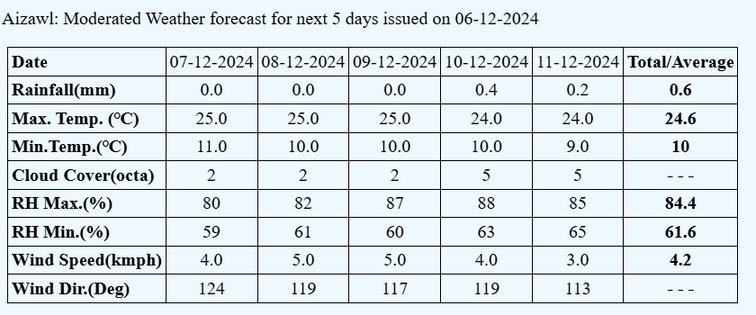 Aizawl: Moderated Weather forecast for next 5 days issued on 06-12-2024
Date 07-12-2024 08-12-2024 09-12-2024 10-12-2024 11-12-2024 Total/Average
Rainfall(mm) 0.0 0.0 0.0 0.4 0.2 0.6
Max. Temp. (°C) 25.0 25.0 25.0 24.0 24.0 24.6
Min.Temp.(°C) 11.0 10.0 10.0 10.0 9.0 10
Cloud Cover(octa) 2 2 2 5 5 - - -
RH Max.(%) 80 82 87 88 85 84.4
RH Min.(%) 59 61 60 63 65 61.6
Wind Speed(kmph) 4.0 5.0 5.0 4.0 3.0 4.2
Wind Dir.(Deg) 124 119 117 119 113 - - -